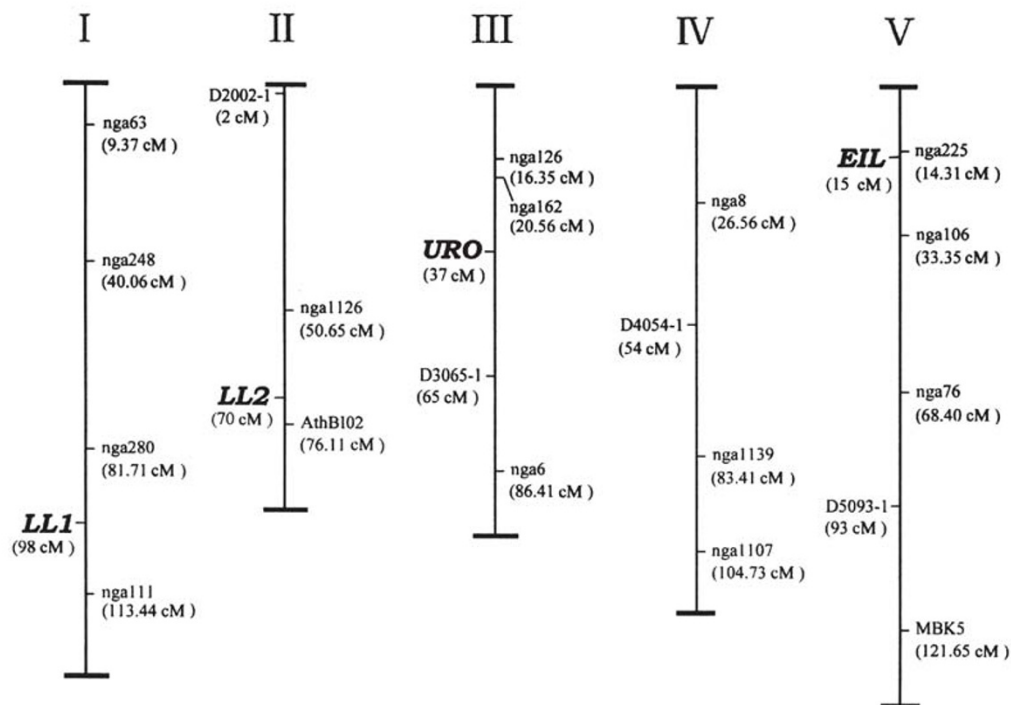 I
nga63
(9.37 cM )
nga248
(40.06 cM )
nga280
(81.71 cM )
LL1
(98 cM )
nga111
(113.44 cM )
II
D2002-1
(2 cM )
nga1126
(50.65 cM )
LL2
(70 cM )
AthBI02
(76.11 cM )
III
nga126
(16.35 cM )
nga162
(20.56 cM )
URO
(37 cM )
D3065-1
(65 cM )
nga6
(86.41 cM )
IV
nga8
(26.56 cM )
D4054-1
(54 cM )
nga1139
(83.41 cM )
nga1107
(104.73 cM )
V
nga225
(14.31 cM )
EIL
(15 cM )
nga106
(33.35 cM )
nga76
(68.40 cM )
D5093-1
(93 cM )
MBK5
(121.65 cM )